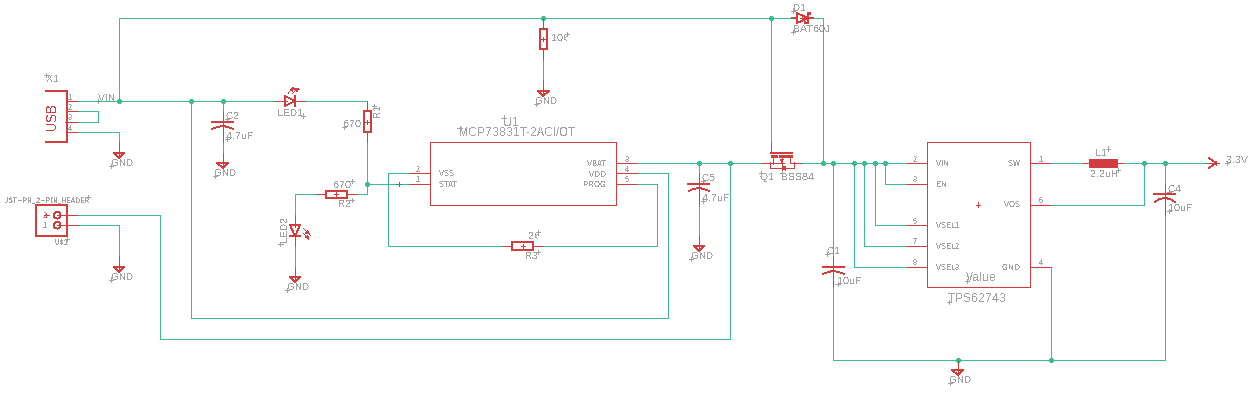 D1
BAT60J
10k
GND
X1
USB
1
2
3
4
VIN
GND
C2
4.7uF
GND
LED1
R1
670
670
R2
LED2
GND
U1
MCP73831T-2ACI/OT
2
VSS
1
STAT
VBAT
3
VDD
4
PROG
5
2k
R3
JST-PH_2-PIN_HEADER
2
1
U$1
GND
C5
4.7uF
GND
Q1
BSS84
C1
10uF
2
VIN
3
EN
5
VSEL1
7
VSEL2
8
VSEL3
SW
1
VOS
6
GND
4
Value
TPS62743
L1
2.2uH
3.3V
C4
10uF
GND